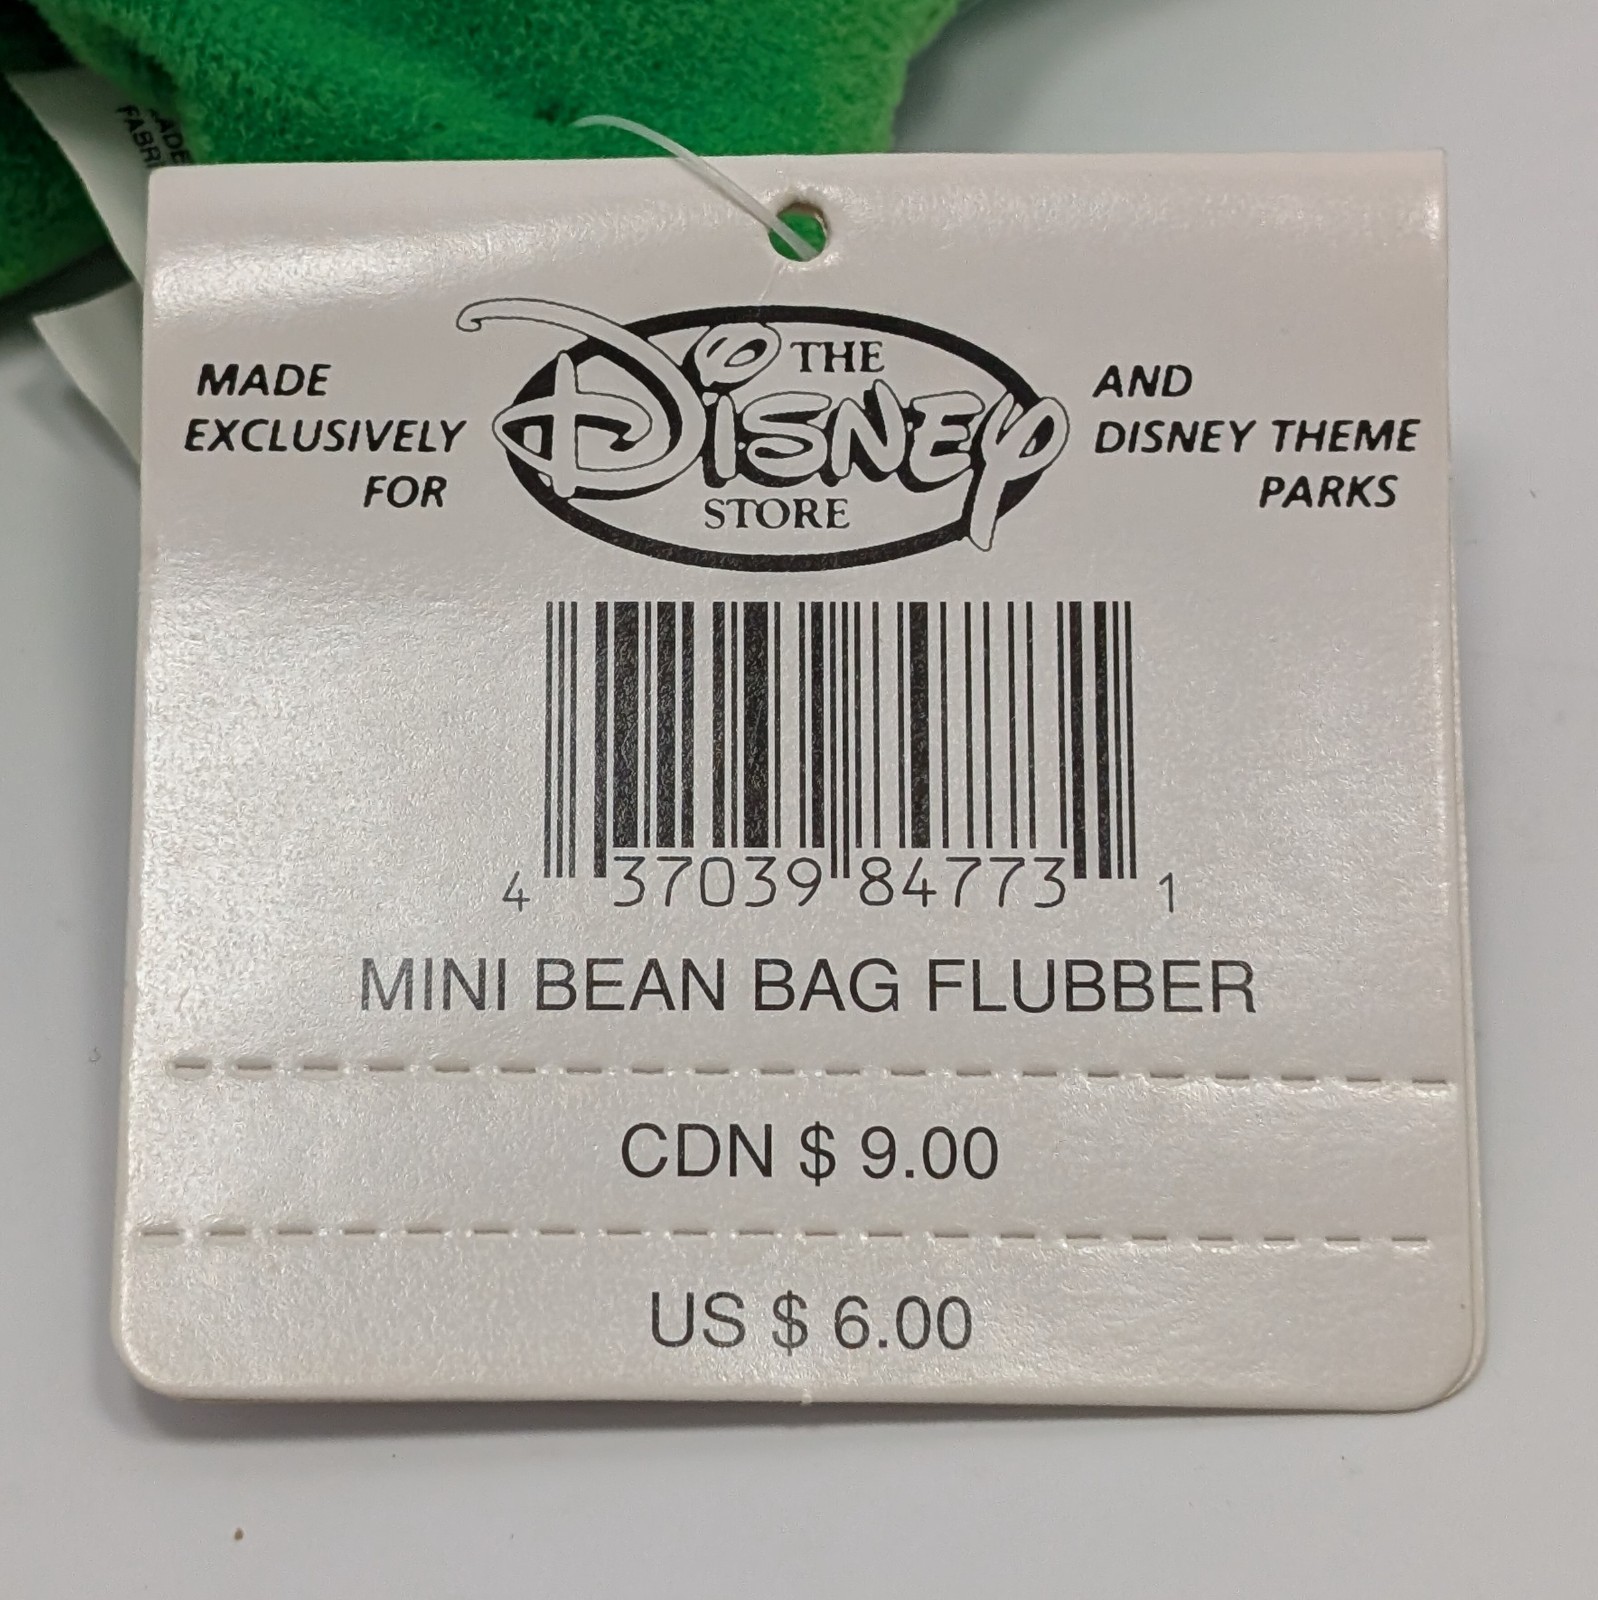 FABRI
MADE
EXCLUSIVELY
FOR
THE
DISNEY
STORE
AND
DISNEY THEME
PARKS
4 37039 84773 1
MINI BEAN BAG FLUBBER
CDN $ 9.00
US $ 6.00